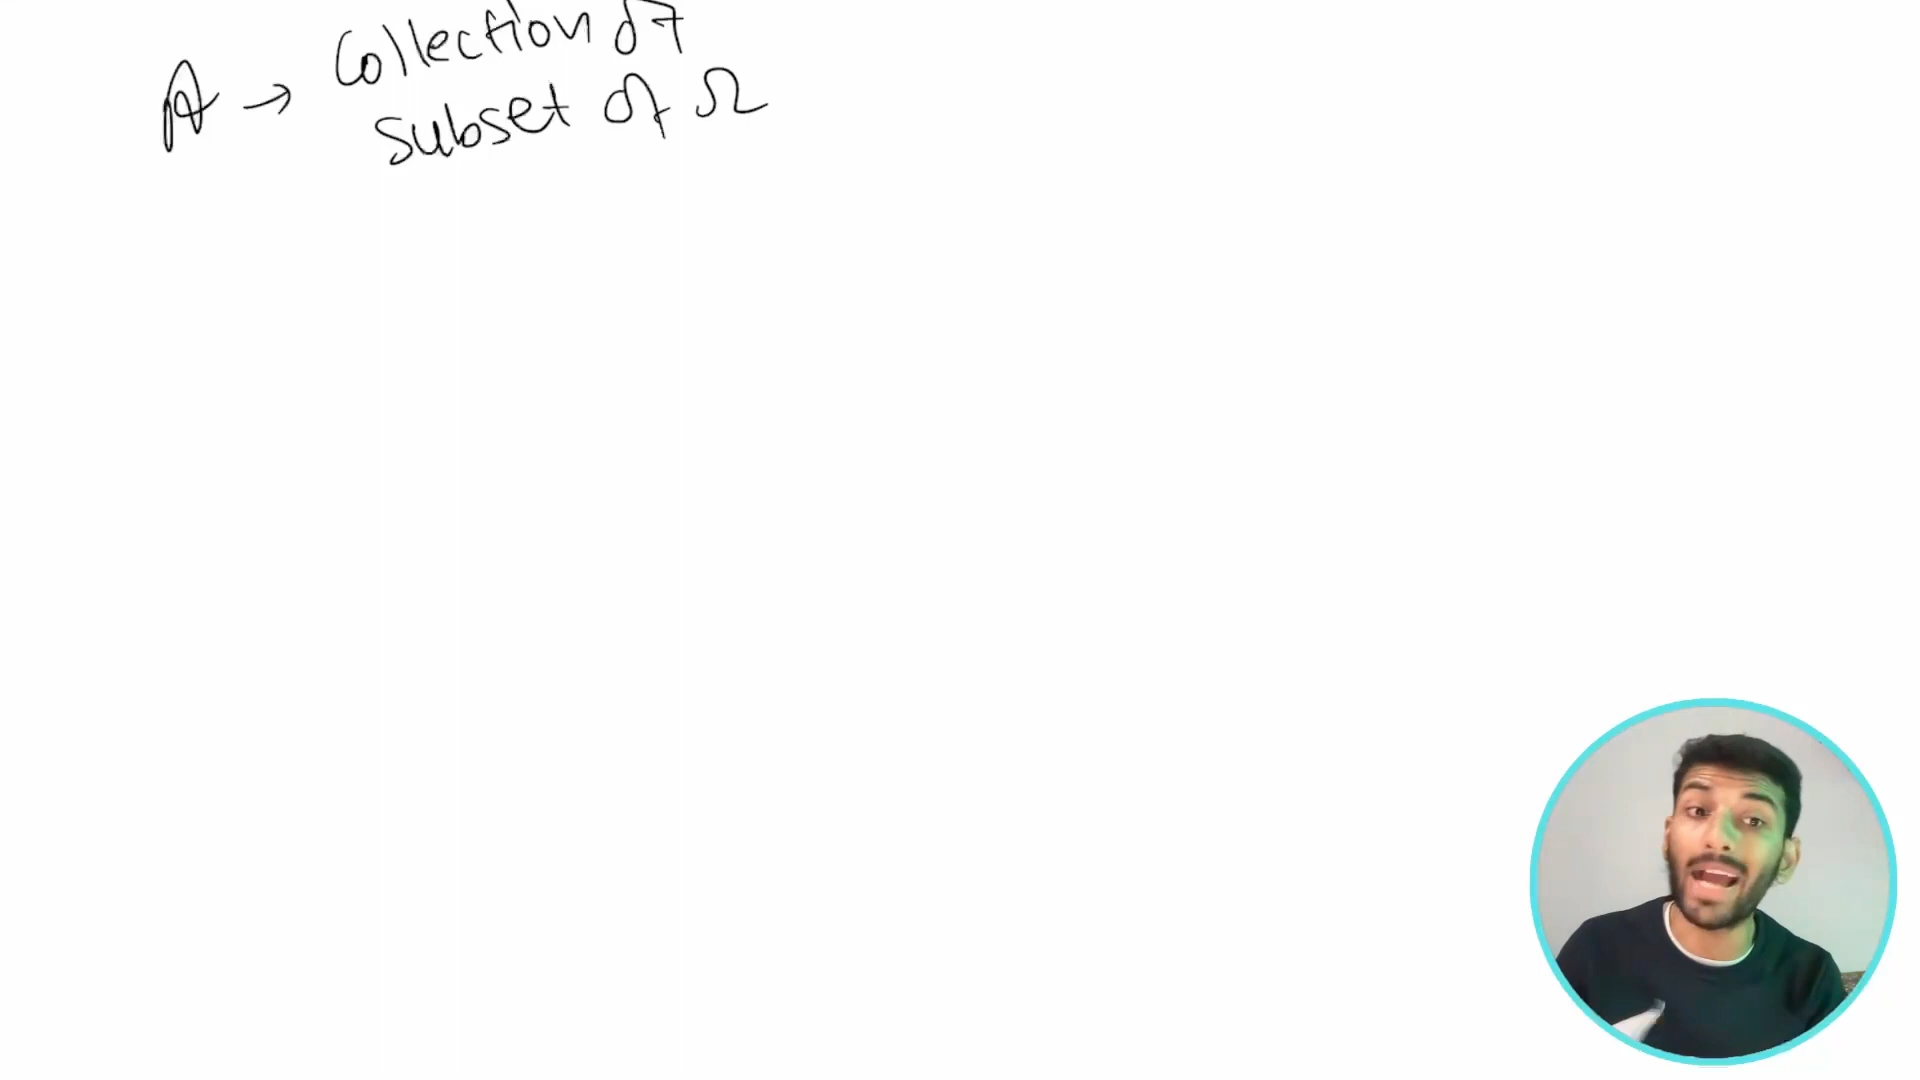 A → Collection of
subset of Ω